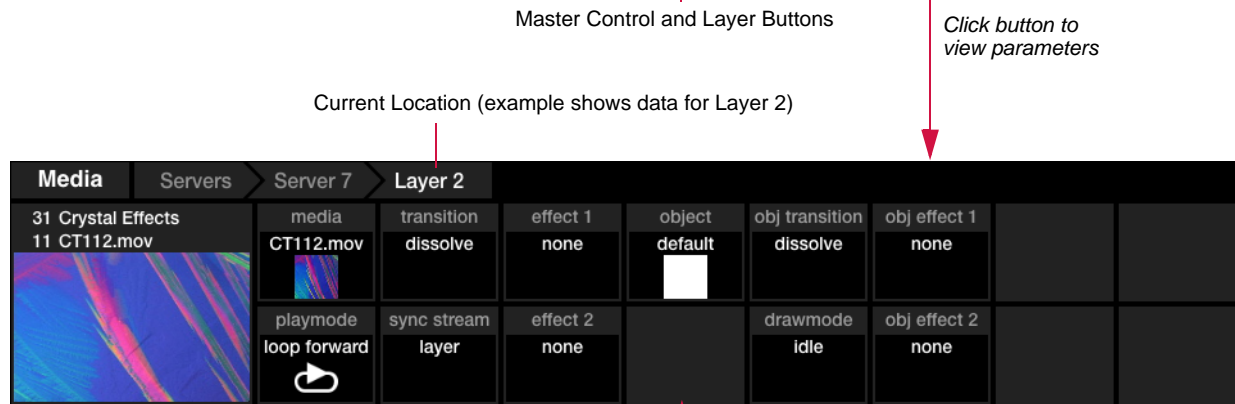 Master Control and Layer Buttons
Click button to
view parameters
Current Location (example shows data for Layer 2)
Media Servers Server 7 Layer 2
31 Crystal Effects
11 CT112.mov
media transition effect 1 object obj transition obj effect 1
CT112.mov dissolve none default dissolve none
playmode sync stream effect 2 drawmode obj effect 2
loop forward layer none idle none